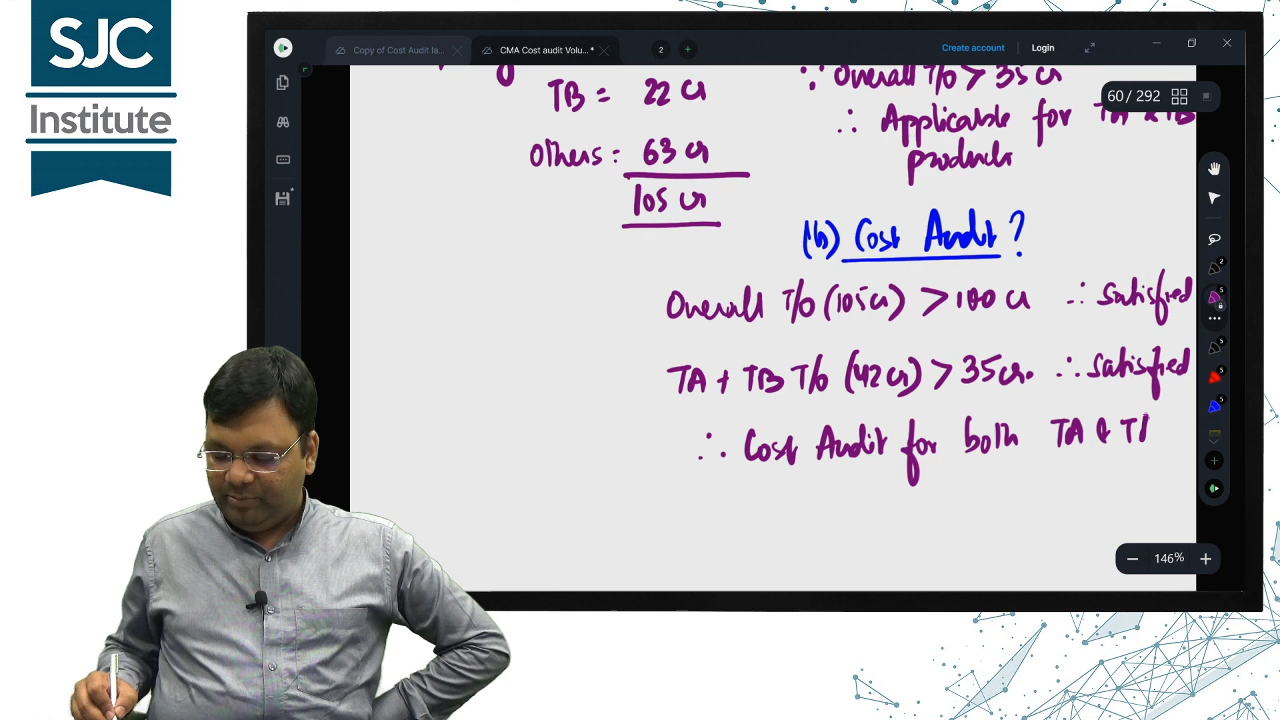 SJC
Institute
Copy of Cost Audit la...
CMA Cost audit Volu...*
2
Create account
Login
60 / 292
TB = 22 Cr
Others = 63 Cr
105 Cr
∵ Overall T/O > 35 Cr
∴ Applicable for TA & TB
products
(b) Cost Audit ?
Overall T/O (105 Cr) > 100 Cr ∴ Satisfied
TA + TB T/O (42 Cr) > 35 Cr. ∴ Satisfied
∴ Cost Audit for both TA &
146%